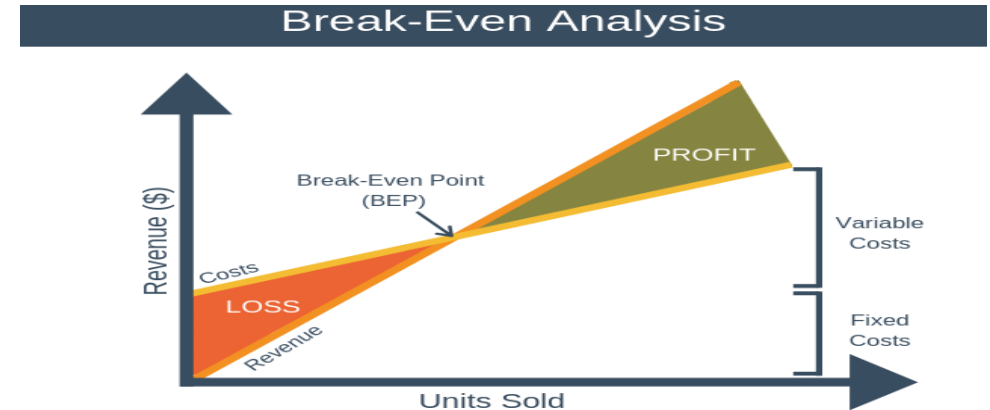 Break-Even Analysis
Revenue ($)
Break-Even Point
(BEP)
PROFIT
Costs
LOSS
Revenue
Variable
Costs
Fixed
Costs
Units Sold